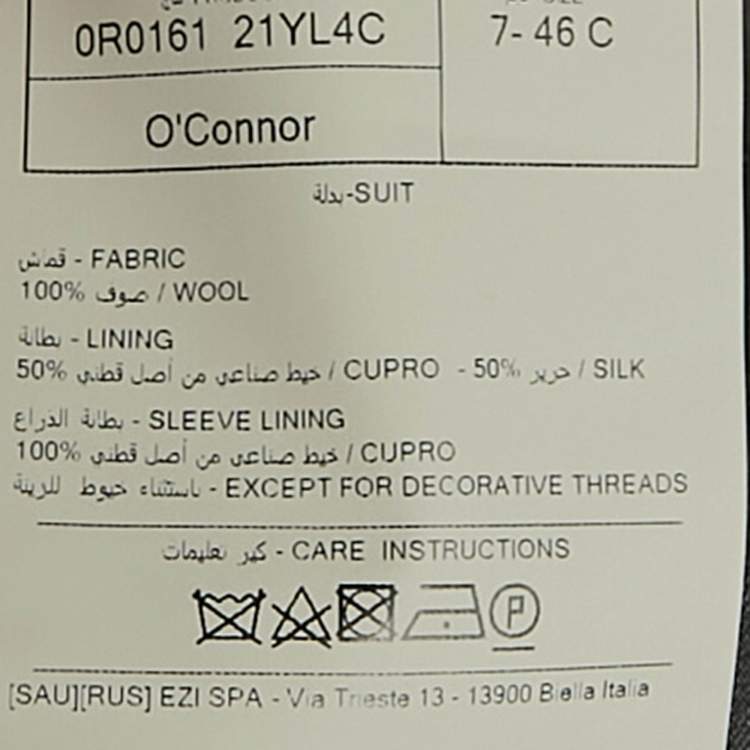 0R0161 21YL4C 7- 46 C
O'Connor
بدلة-SUIT
قماش - FABRIC
100% صوف / WOOL
بطانة - LINING
50% خيط صناعي من أصل قطني / CUPRO - 50% حرير / SILK
بطانة الذراع - SLEEVE LINING
100% خيط صناعي من أصل قطني / CUPRO
باستثناء خيوط للزينة - EXCEPT FOR DECORATIVE THREADS
كير تعليمات - CARE INSTRUCTIONS
P
[SAU][RUS] EZI SPA - Via Trieste 13 - 13900 Biella Italia